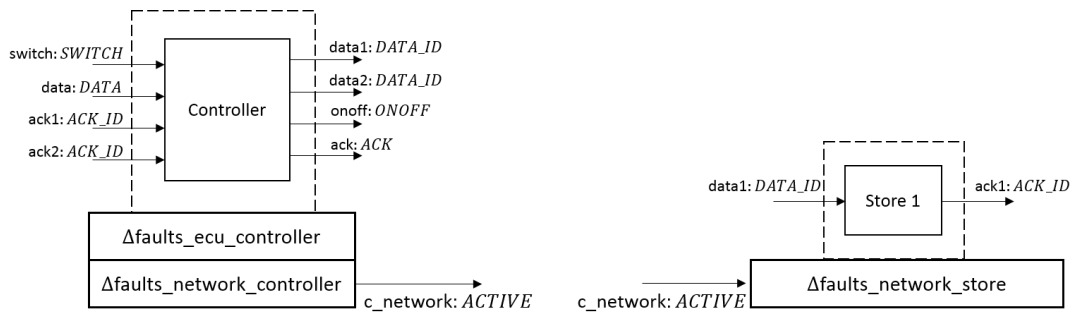 switch: SWITCH
data: DATA
ack1: ACK_ID
ack2: ACK_ID
Controller
data1: DATA_ID
data2: DATA_ID
onoff: ONOFF
ack: ACK
Δfaults_ecu_controller
Δfaults_network_controller
c_network: ACTIVE
data1: DATA_ID
Store 1
ack1: ACK_ID
c_network: ACTIVE
Δfaults_network_store